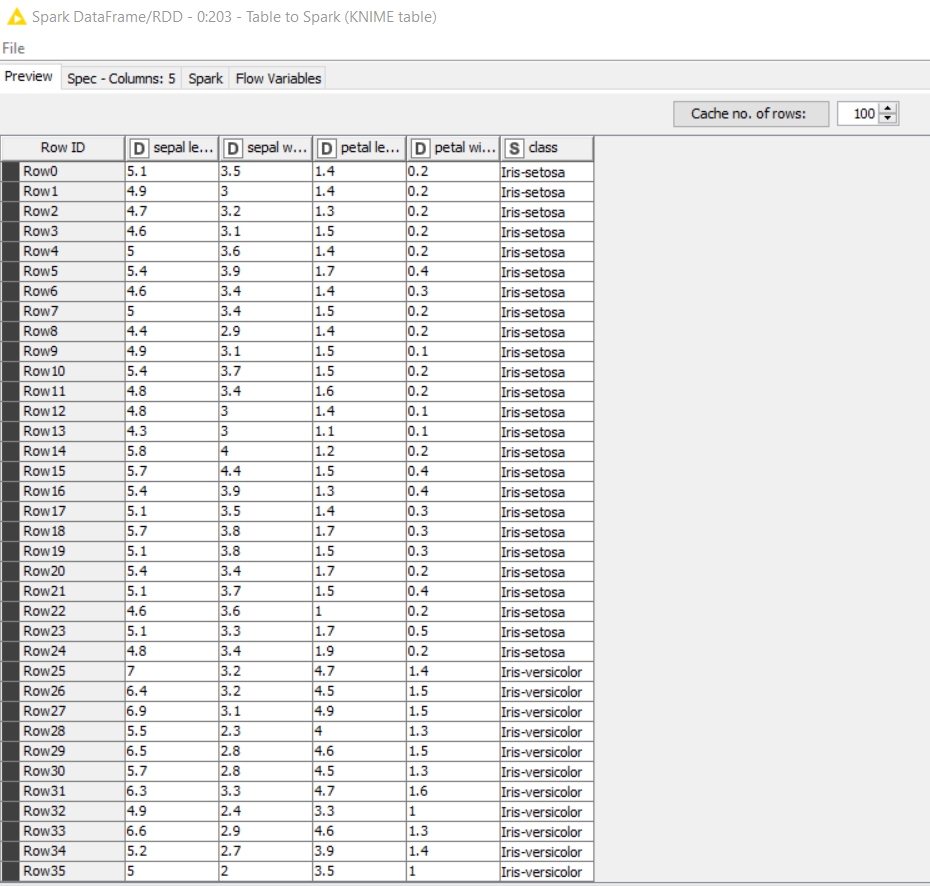 Spark DataFrame/RDD - 0:203 - Table to Spark (KNIME table)
File
Preview Spec - Columns: 5 Spark Flow Variables
Cache no. of rows: 100
Row ID D sepal le... D sepal w... D petal le... D petal wi... S class
Row0 5.1 3.5 1.4 0.2 Iris-setosa
Row1 4.9 3 1.4 0.2 Iris-setosa
Row2 4.7 3.2 1.3 0.2 Iris-setosa
Row3 4.6 3.1 1.5 0.2 Iris-setosa
Row4 5 3.6 1.4 0.2 Iris-setosa
Row5 5.4 3.9 1.7 0.4 Iris-setosa
Row6 4.6 3.4 1.4 0.3 Iris-setosa
Row7 5 3.4 1.5 0.2 Iris-setosa
Row8 4.4 2.9 1.4 0.2 Iris-setosa
Row9 4.9 3.1 1.5 0.1 Iris-setosa
Row10 5.4 3.7 1.5 0.2 Iris-setosa
Row11 4.8 3.4 1.6 0.2 Iris-setosa
Row12 4.8 3 1.4 0.1 Iris-setosa
Row13 4.3 3 1.1 0.1 Iris-setosa
Row14 5.8 4 1.2 0.2 Iris-setosa
Row15 5.7 4.4 1.5 0.4 Iris-setosa
Row16 5.4 3.9 1.3 0.4 Iris-setosa
Row17 5.1 3.5 1.4 0.3 Iris-setosa
Row18 5.7 3.8 1.7 0.3 Iris-setosa
Row19 5.1 3.8 1.5 0.3 Iris-setosa
Row20 5.4 3.4 1.7 0.2 Iris-setosa
Row21 5.1 3.7 1.5 0.4 Iris-setosa
Row22 4.6 3.6 1 0.2 Iris-setosa
Row23 5.1 3.3 1.7 0.5 Iris-setosa
Row24 4.8 3.4 1.9 0.2 Iris-setosa
Row25 7 3.2 4.7 1.4 Iris-versicolor
Row26 6.4 3.2 4.5 1.5 Iris-versicolor
Row27 6.9 3.1 4.9 1.5 Iris-versicolor
Row28 5.5 2.3 4 1.3 Iris-versicolor
Row29 6.5 2.8 4.6 1.5 Iris-versicolor
Row30 5.7 2.8 4.5 1.3 Iris-versicolor
Row31 6.3 3.3 4.7 1.6 Iris-versicolor
Row32 4.9 2.4 3.3 1 Iris-versicolor
Row33 6.6 2.9 4.6 1.3 Iris-versicolor
Row34 5.2 2.7 3.9 1.4 Iris-versicolor
Row35 5 2 3.5 1 Iris-versicolor